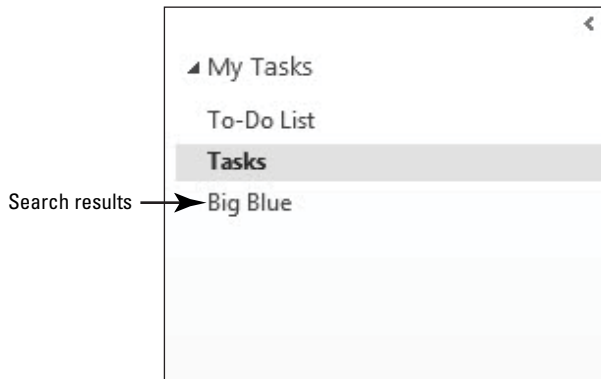 My Tasks
To-Do List
Tasks
Search results
Big Blue